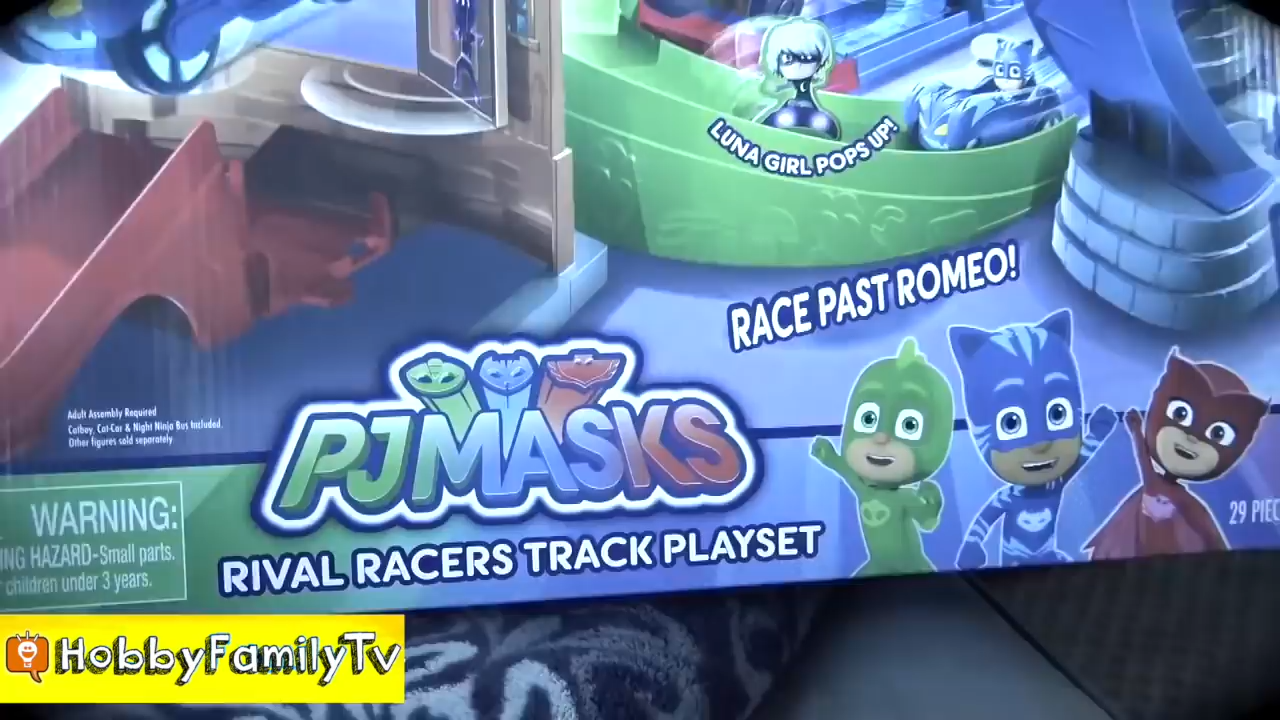 LUNA GIRL POPS UP!
RACE PAST ROMEO!
Adult Assembly Required
Catboy, Cat-Car & Night Ninja Bus Included.
Other figures sold separately
PJMASKS
WARNING:
HAZARD-Small parts.
children under 3 years.
29
RIVAL RACERS TRACK PLAYSET
HobbyFamilyTv